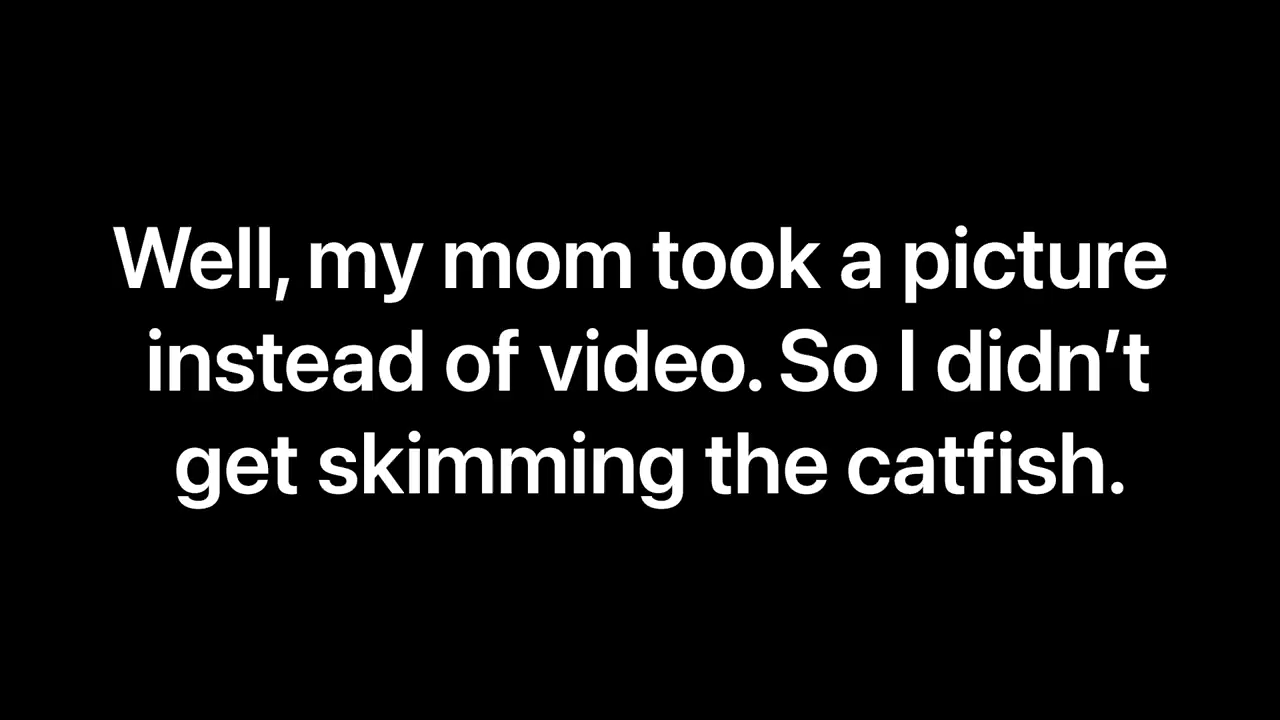 Well, my mom took a picture
instead of video. So I didn’t
get skimming the catfish.